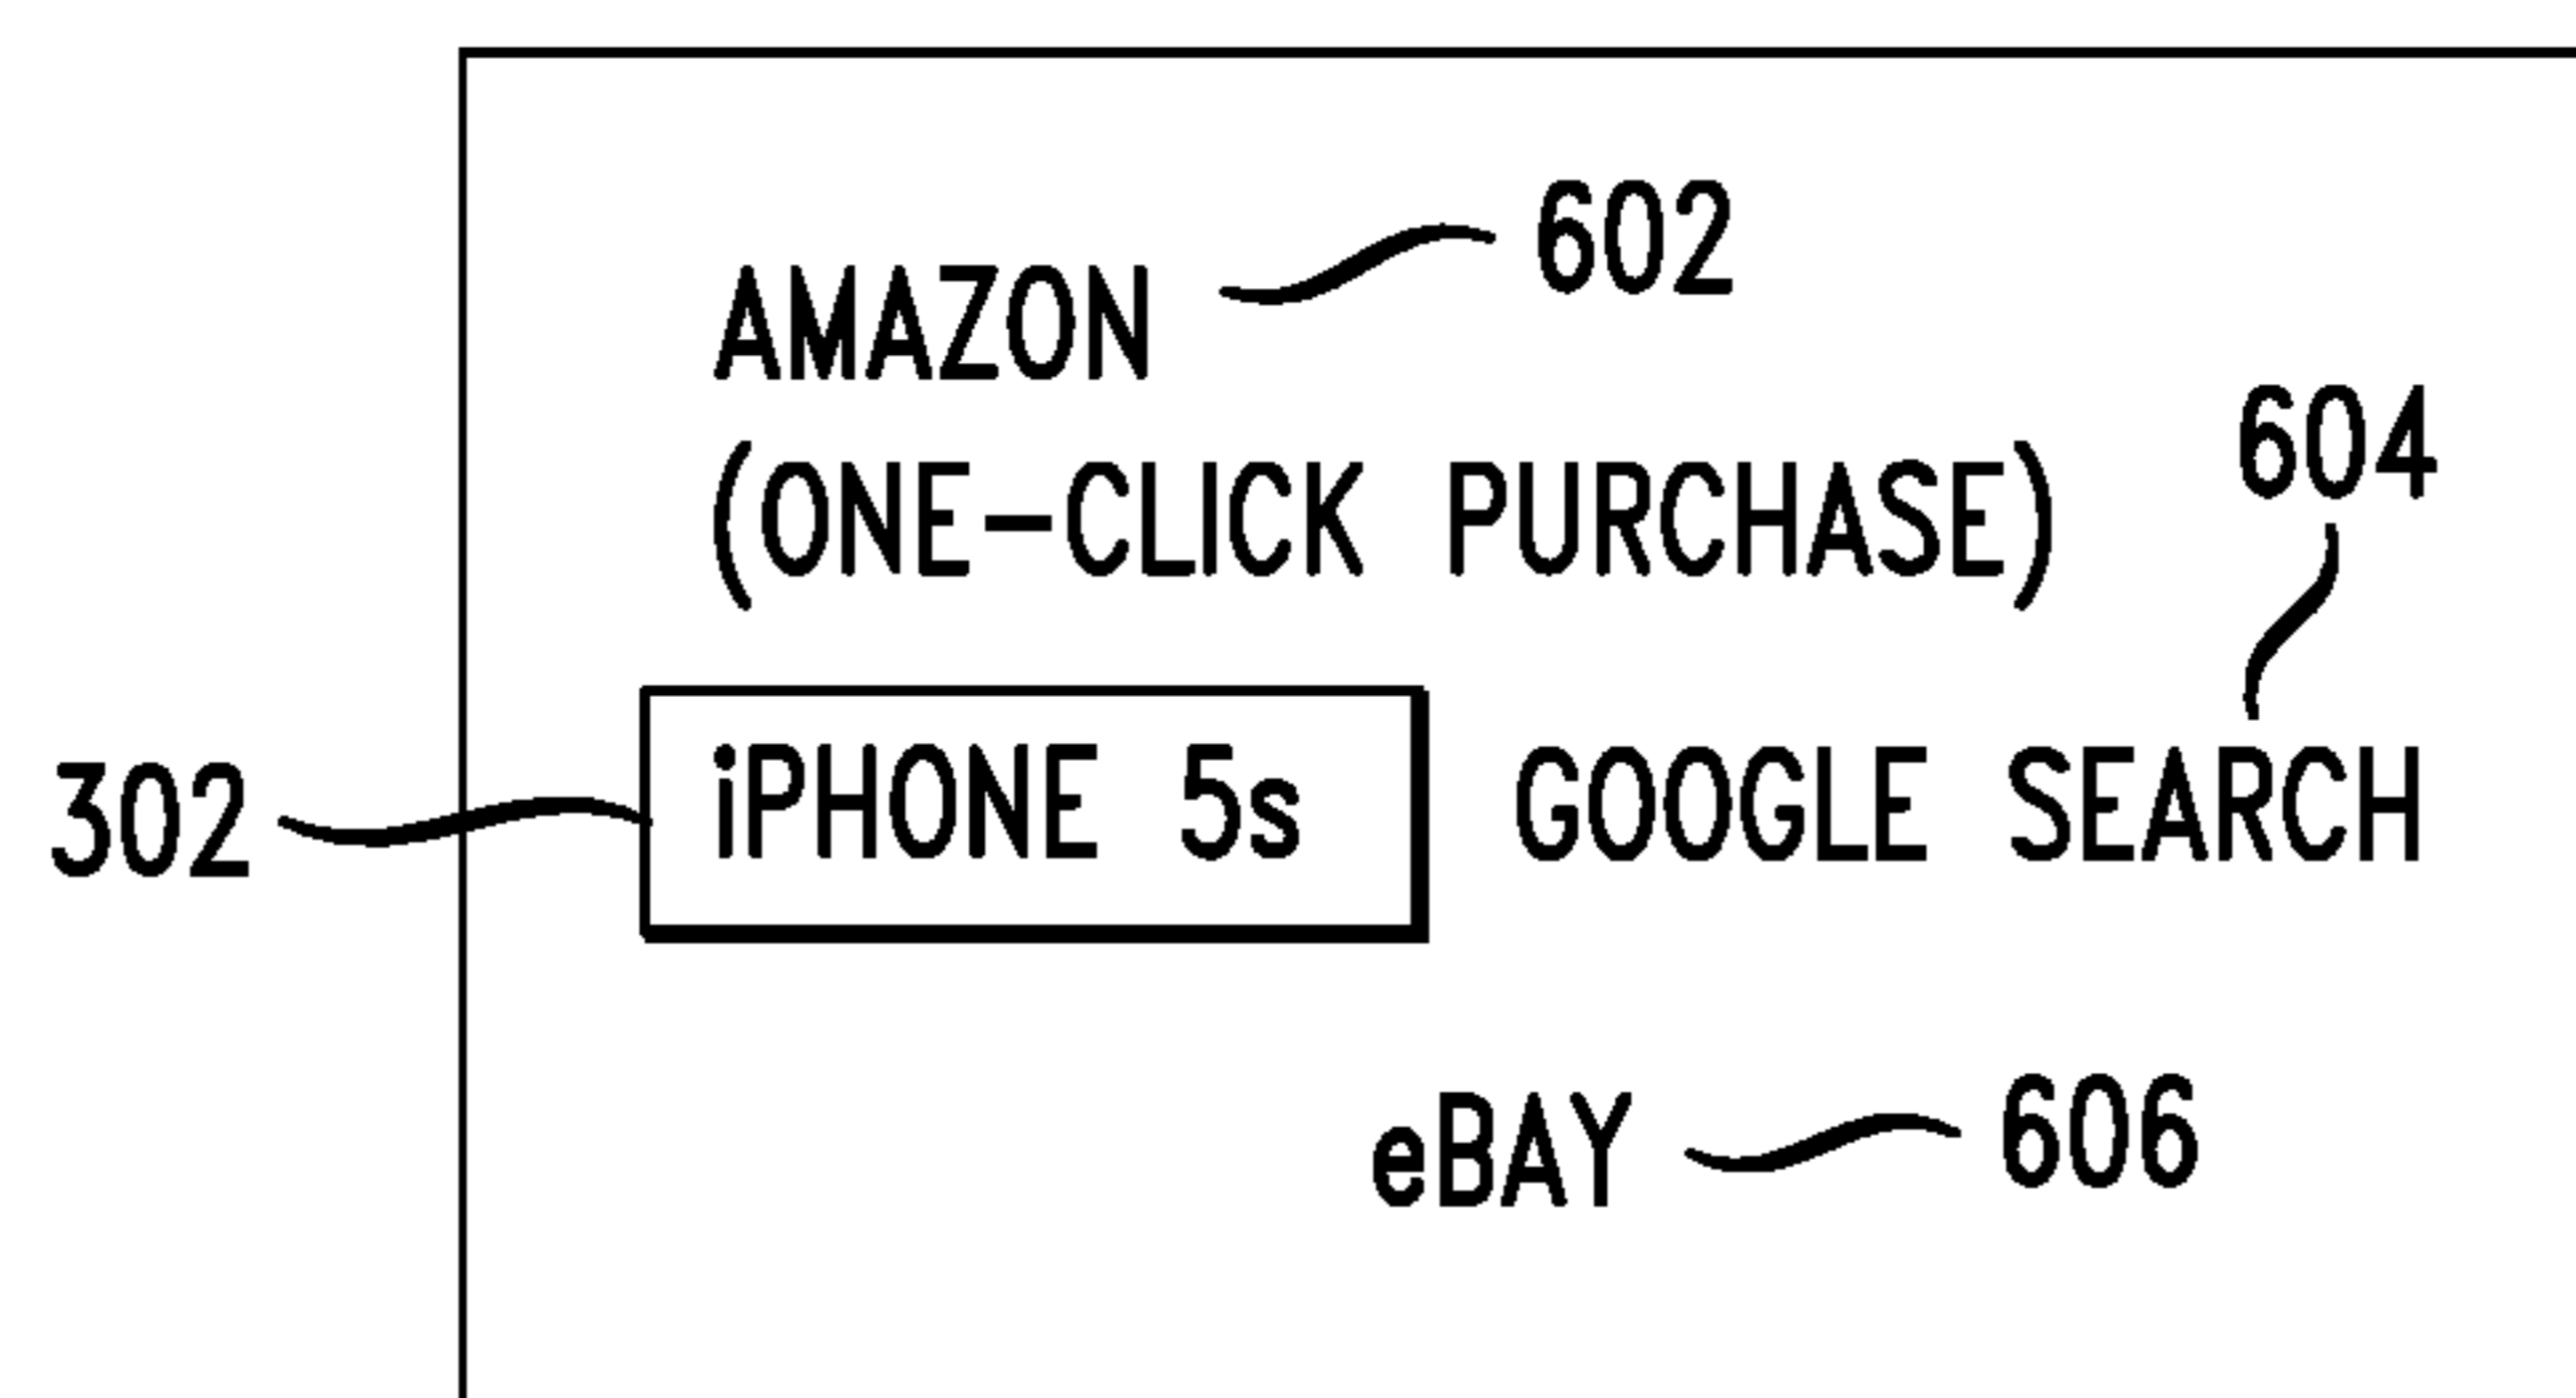 602
AMAZON
604
(ONE-CLICK PURCHASE)
302
iPHONE 5s
GOOGLE SEARCH
eBAY
606